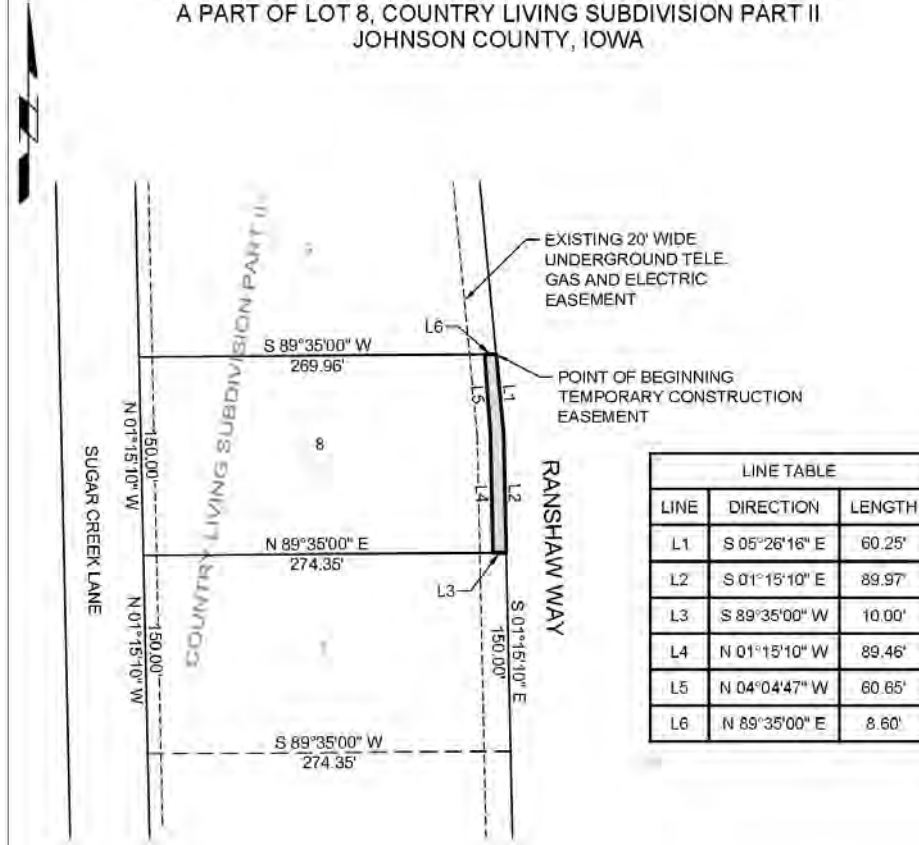 A PART OF LOT 8, COUNTRY LIVING SUBDIVISION PART II
JOHNSON COUNTY, IOWA
EXISTING 20' WIDE
UNDERGROUND TELE.
GAS AND ELECTRIC
EASEMENT
COUNTRY LIVING SUBDIVISION PART II
L6
S 89°35'00" W
269.96'
POINT OF BEGINNING
TEMPORARY CONSTRUCTION
EASEMENT
L5
L1
N 01°15'10" W
150.00'
8
SUGAR CREEK LANE
L4
L2
RANSHAW WAY
N 89°35'00" E
274.35'
L3
N 01°15'10" W
150.00'
S 01°15'10" E
150.00'
S 89°35'00" W
274.35'
LINE TABLE
LINE DIRECTION LENGTH
L1 S 05°26'16" E 60.25'
L2 S 01°15'10" E 89.97'
L3 S 89°35'00" W 10.00'
L4 N 01°15'10" W 89.46'
L5 N 04°04'47" W 60.65'
L6 N 89°35'00" E 8.60'